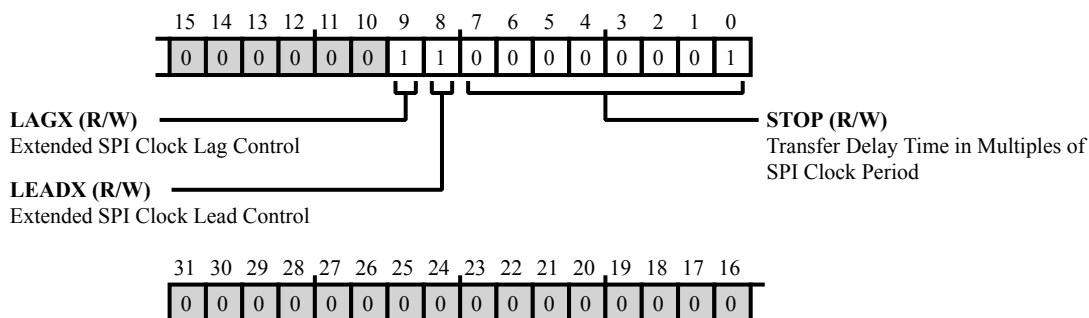 15 14 13 12 11 10 9 8 7 6 5 4 3 2 1 0
0 0 0 0 0 0 1 1 0 0 0 0 0 0 0 1
LAGX (R/W)
Extended SPI Clock Lag Control
STOP (R/W)
Transfer Delay Time in Multiples of
SPI Clock Period
LEADX (R/W)
Extended SPI Clock Lead Control
31 30 29 28 27 26 25 24 23 22 21 20 19 18 17 16
0 0 0 0 0 0 0 0 0 0 0 0 0 0 0 0